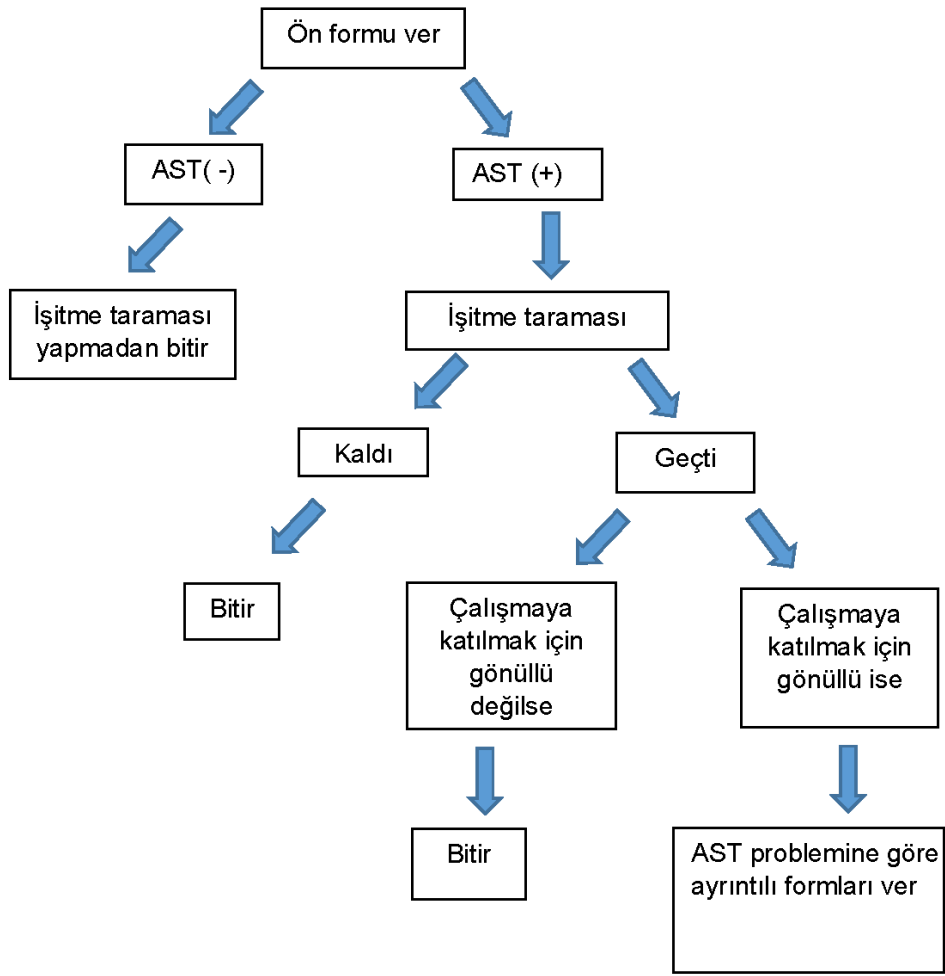 Ön formu ver
AST( -)
AST (+)
İşitme taraması
yapmadan bitir
İşitme taraması
Kaldı
Geçti
Bitir
Çalışmaya
katılmak için
gönüllü
değilse
Çalışmaya
katılmak için
gönüllü ise
Bitir
AST problemine göre
ayrıntılı formları ver